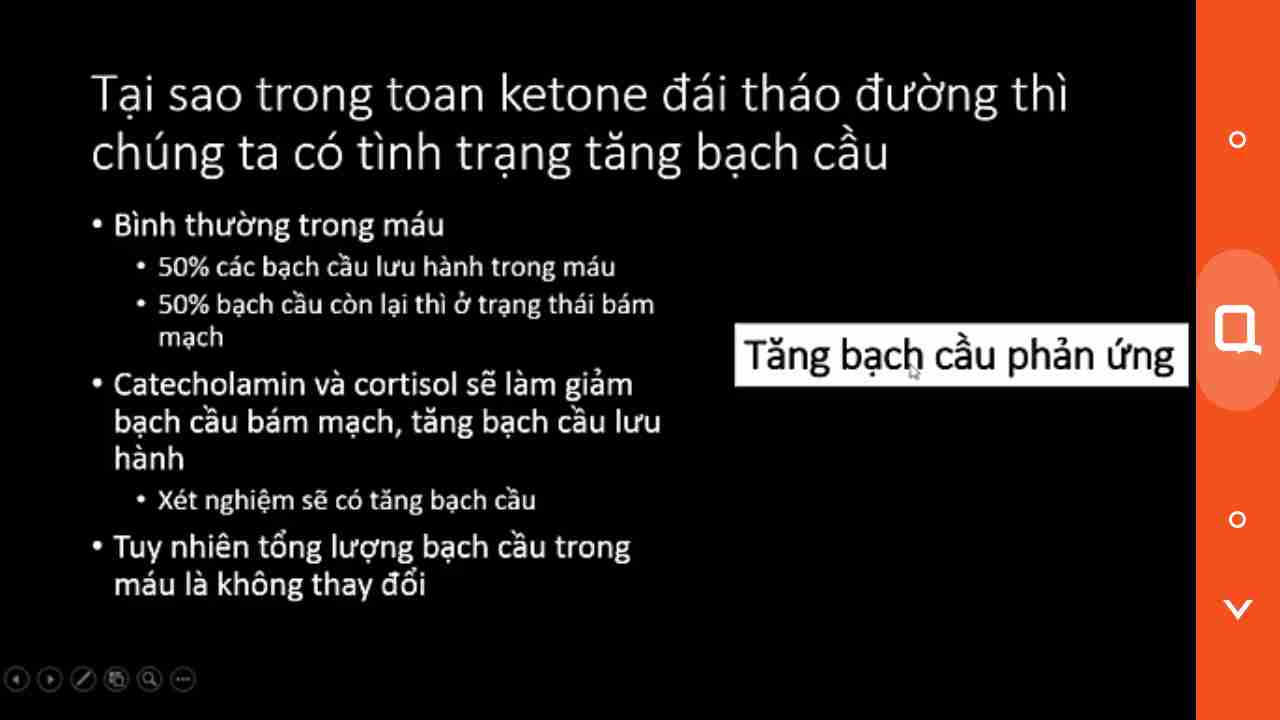 Tại sao trong toan ketone đái tháo đường thì
chúng ta có tình trạng tăng bạch cầu
• Bình thường trong máu
• 50% các bạch cầu lưu hành trong máu
• 50% bạch cầu còn lại thì ở trạng thái bám
mạch
• Catecholamin và cortisol sẽ làm giảm
bạch cầu bám mạch, tăng bạch cầu lưu
hành
• Xét nghiệm sẽ có tăng bạch cầu
• Tuy nhiên tổng lượng bạch cầu trong
máu là không thay đổi
Tăng bạch cầu phản ứng